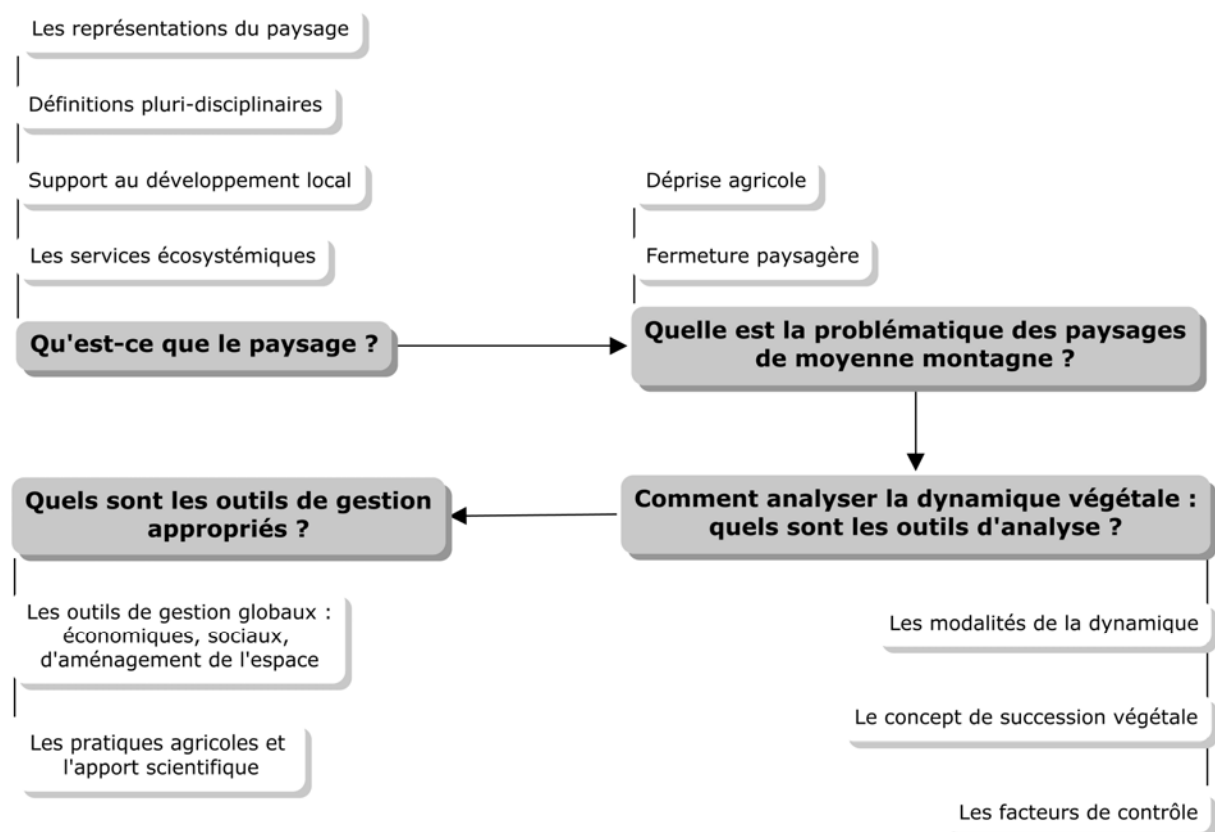 Les représentations du paysage
Définitions pluri-disciplinaires
Support au développement local
Les services écosystémiques
Qu'est-ce que le paysage ?
Déprise agricole
Fermeture paysagère
Quelle est la problématique des paysages
de moyenne montagne ?
Quels sont les outils de gestion
appropriés ?
Comment analyser la dynamique végétale :
quels sont les outils d'analyse ?
Les outils de gestion globaux :
économiques, sociaux,
d'aménagement de l'espace
Les pratiques agricoles et
l'apport scientifique
Les modalités de la dynamique
Le concept de succession végétale
Les facteurs de contrôle